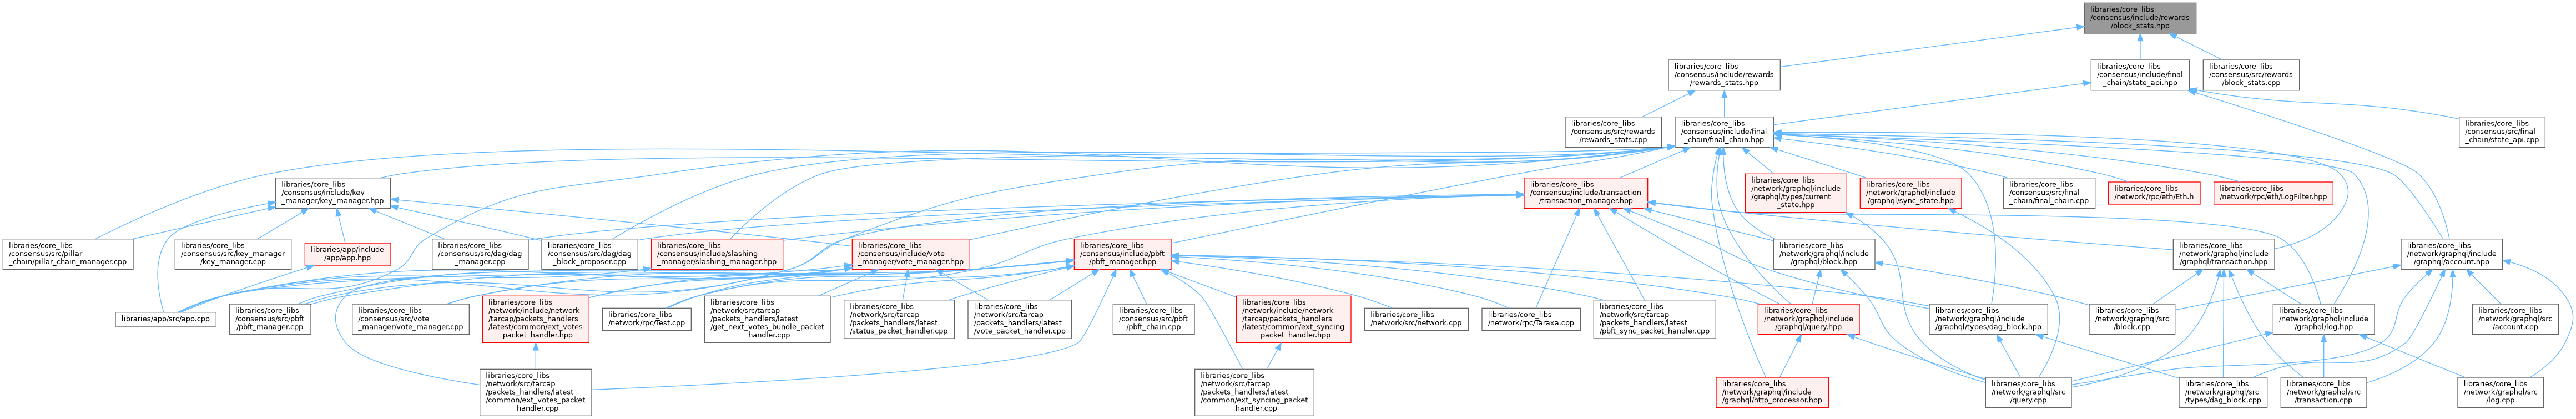 libraries/core_libs
/consensus/include/rewards
/block_stats.hpp
libraries/core_libs
/consensus/include/rewards
/rewards_stats.hpp
libraries/core_libs
/consensus/include/final
_chain/state_api.hpp
libraries/core_libs
/consensus/src/rewards
/block_stats.cpp
libraries/core_libs
/consensus/src/rewards
/rewards_stats.cpp
libraries/core_libs
/consensus/include/final
_chain/final_chain.hpp
libraries/core_libs
/consensus/src/final
_chain/state_api.cpp
libraries/core_libs
/consensus/include/key
_manager/key_manager.hpp
libraries/core_libs
/consensus/include/transaction
/transaction_manager.hpp
libraries/core_libs
/network/graphql/include
/graphql/types/current
_state.hpp
libraries/core_libs
/network/graphql/include
/graphql/sync_state.hpp
libraries/core_libs
/consensus/src/final
_chain/final_chain.cpp
libraries/core_libs
/network/rpc/eth/Eth.h
libraries/core_libs
/network/rpc/eth/LogFilter.hpp
libraries/core_libs
/consensus/src/pillar
_chain/pillar_chain_manager.cpp
libraries/core_libs
/consensus/src/key_manager
/key_manager.cpp
libraries/app/include
/app/app.hpp
libraries/core_libs
/consensus/src/dag/dag
_manager.cpp
libraries/core_libs
/consensus/src/dag/dag
_block_proposer.cpp
libraries/core_libs
/consensus/include/slashing
_manager/slashing_manager.hpp
libraries/core_libs
/consensus/include/vote
_manager/vote_manager.hpp
libraries/core_libs
/consensus/include/pbft
/pbft_manager.hpp
libraries/core_libs
/network/graphql/include
/graphql/block.hpp
libraries/core_libs
/network/graphql/include
/graphql/transaction.hpp
libraries/core_libs
/network/graphql/include
/graphql/account.hpp
libraries/app/src/app.cpp
libraries/core_libs
/consensus/src/pbft
/pbft_manager.cpp
libraries/core_libs
/consensus/src/vote
_manager/vote_manager.cpp
libraries/core_libs
/network/include/network
/tarcap/packets_handlers
/latest/common/ext_votes
_packet_handler.hpp
libraries/core_libs
/network/rpc/Test.cpp
libraries/core_libs
/network/src/tarcap
/packets_handlers/latest
/get_next_votes_bundle_packet
_handler.cpp
libraries/core_libs
/network/src/tarcap
/packets_handlers/latest
/status_packet_handler.cpp
libraries/core_libs
/network/src/tarcap
/packets_handlers/latest
/vote_packet_handler.cpp
libraries/core_libs
/consensus/src/pbft
/pbft_chain.cpp
libraries/core_libs
/network/include/network
/tarcap/packets_handlers
/latest/common/ext_syncing
_packet_handler.hpp
libraries/core_libs
/network/src/network.cpp
libraries/core_libs
/network/rpc/Taraxa.cpp
libraries/core_libs
/network/src/tarcap
/packets_handlers/latest
/pbft_sync_packet_handler.cpp
libraries/core_libs
/network/graphql/include
/graphql/query.hpp
libraries/core_libs
/network/graphql/include
/graphql/types/dag_block.hpp
libraries/core_libs
/network/graphql/src
/block.cpp
libraries/core_libs
/network/graphql/include
/graphql/log.hpp
libraries/core_libs
/network/graphql/src
/account.cpp
libraries/core_libs
/network/src/tarcap
/packets_handlers/latest
/common/ext_votes_packet
_handler.cpp
libraries/core_libs
/network/src/tarcap
/packets_handlers/latest
/common/ext_syncing_packet
_handler.cpp
libraries/core_libs
/network/graphql/include
/graphql/http_processor.hpp
libraries/core_libs
/network/graphql/src
/query.cpp
libraries/core_libs
/network/graphql/src
/types/dag_block.cpp
libraries/core_libs
/network/graphql/src
/transaction.cpp
libraries/core_libs
/network/graphql/src
/log.cpp